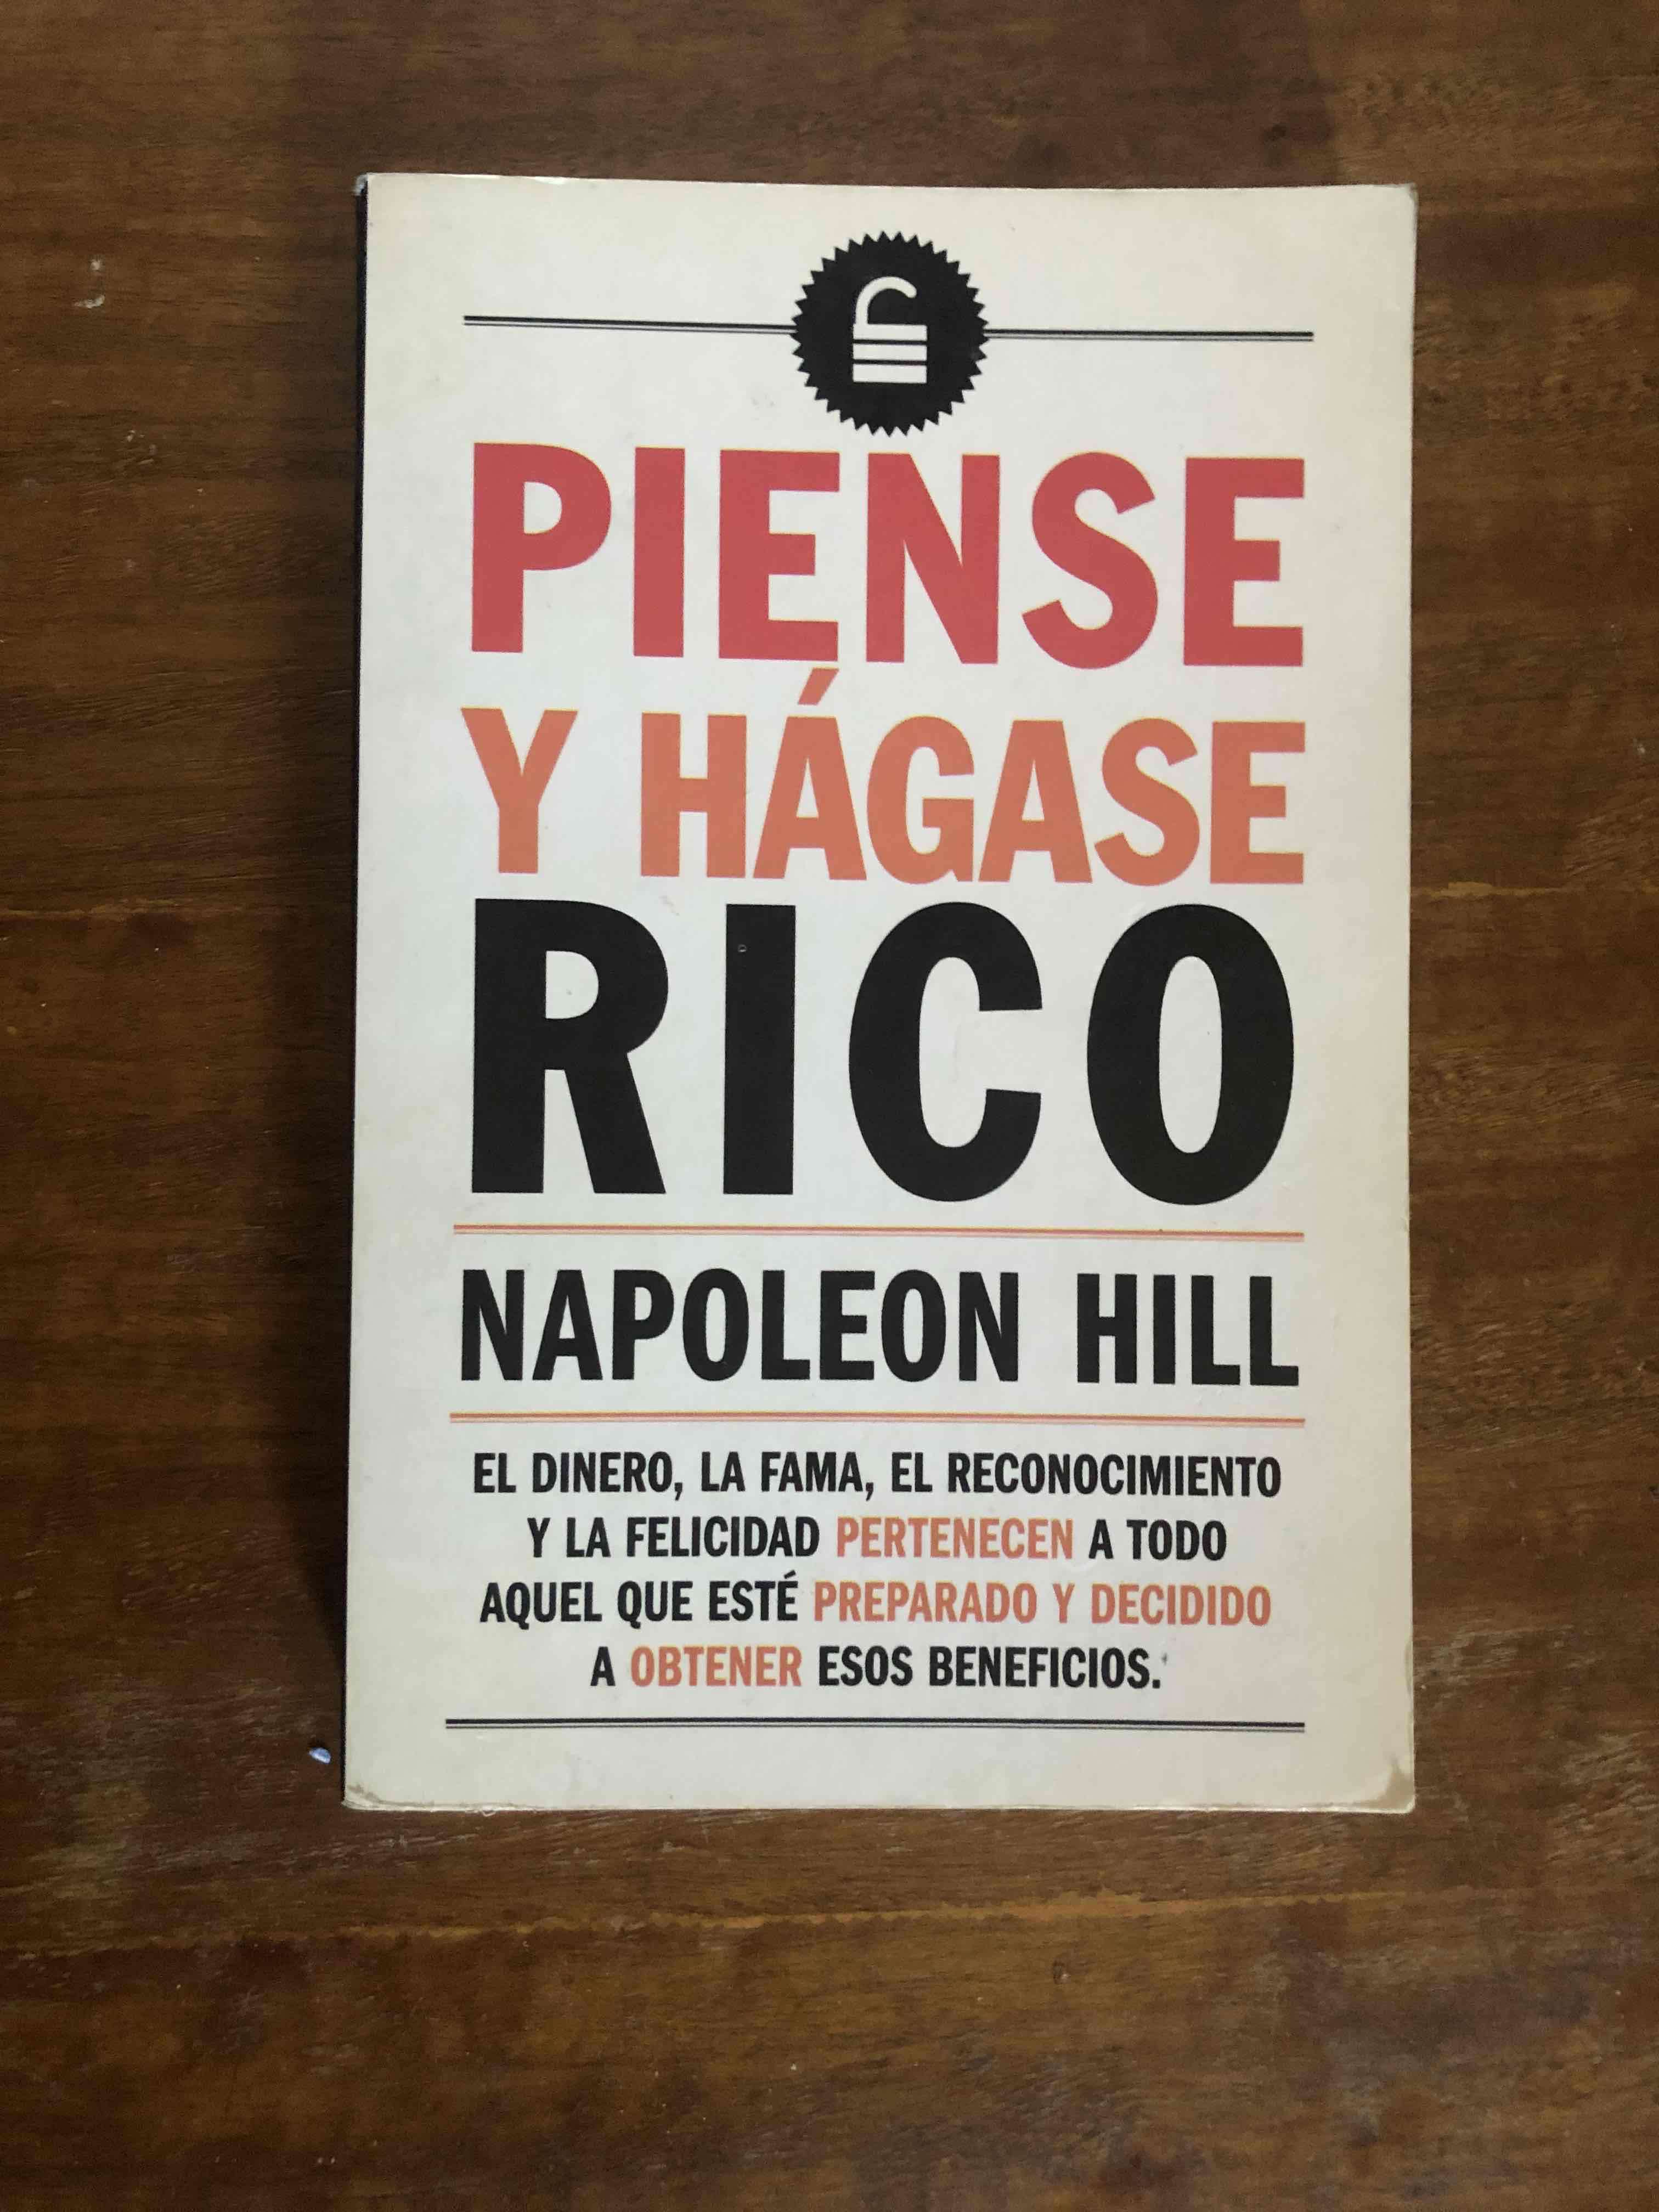 PIENSE
Y HÁGASE
RICO
NAPOLEON HILL
EL DINERO, LA FAMA, EL RECONOCIMIENTO
Y LA FELICIDAD PERTENECEN A TODO
AQUEL QUE ESTÉ PREPARADO Y DECIDIDO
A OBTENER ESOS BENEFICIOS.